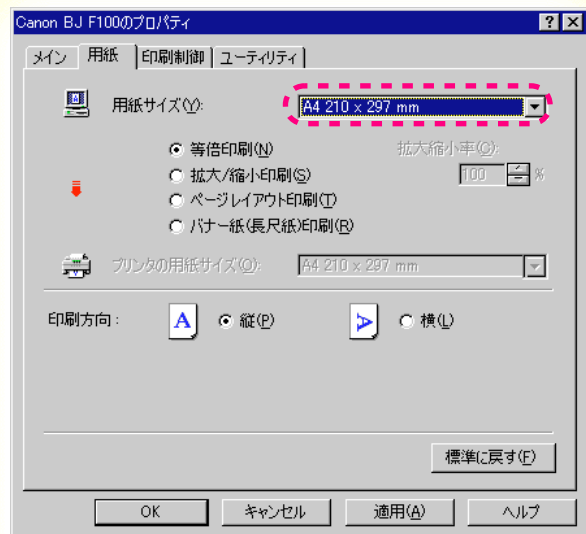 Canon BJ F100のプロパティ
メイン 用紙 印刷制御 ユーティリティ
用紙サイズ(Y): A4 210 x 297 mm
等倍印刷(N) 拡大縮小率(C):
拡大/縮小印刷(S) 100 %
ページレイアウト印刷(T)
バナー紙(長尺紙)印刷(R)
プリンタの用紙サイズ(O): A4 210 x 297 mm
印刷方向: A 縦(P) A 横(L)
標準に戻す(F)
OK キャンセル 適用(A) ヘルプ